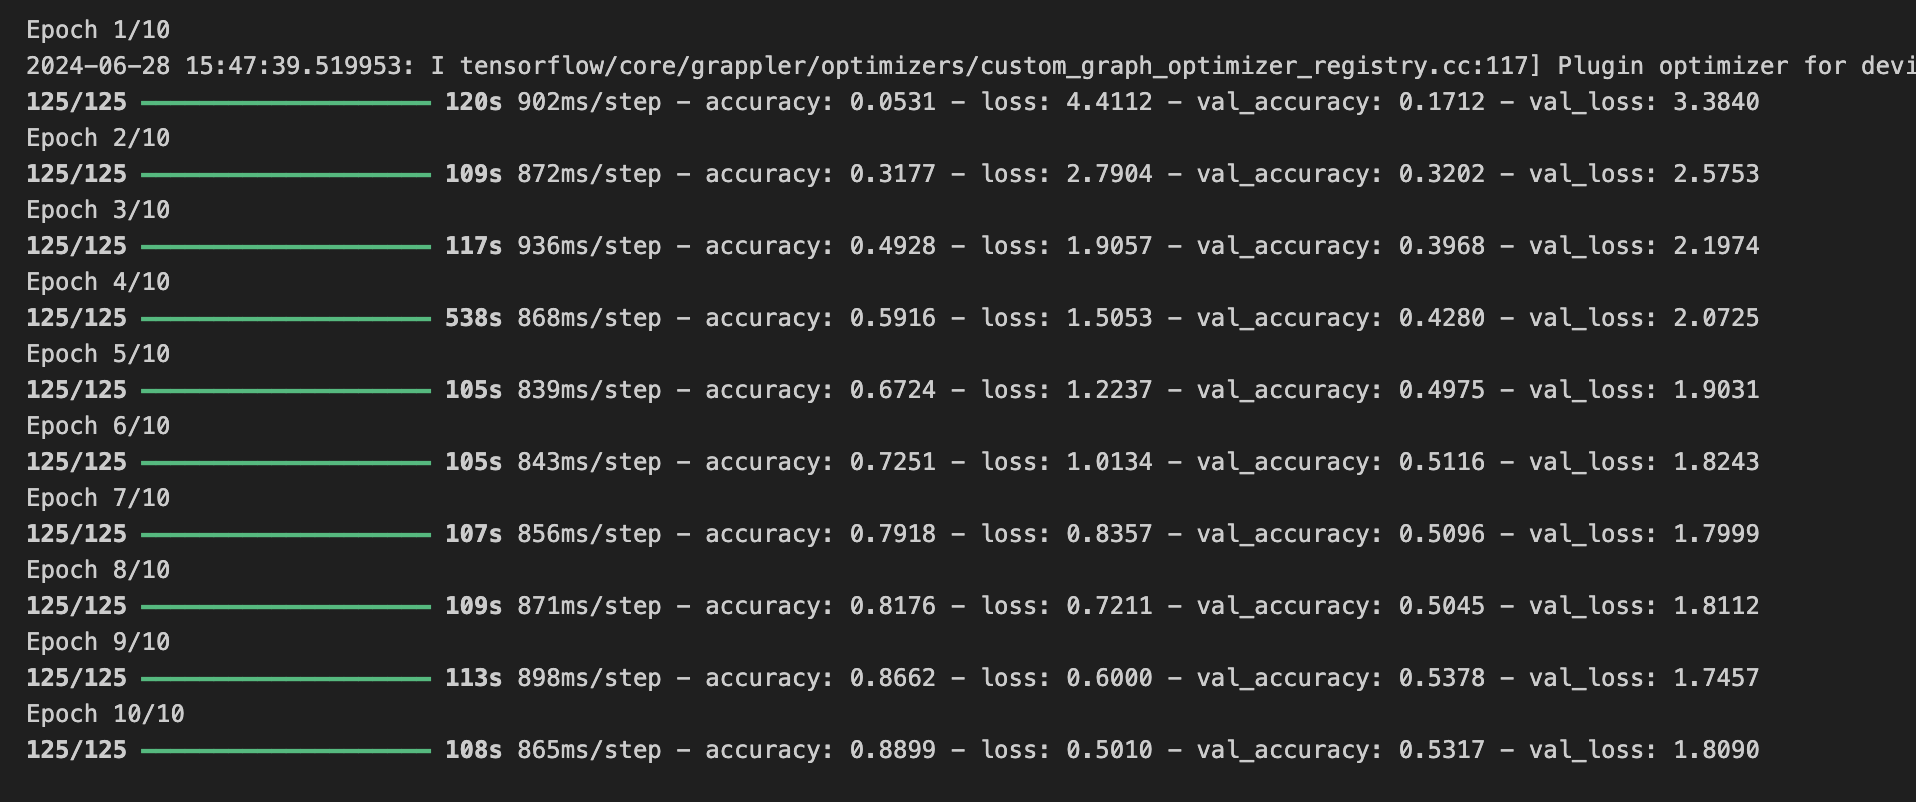 Epoch 1/10
2024-06-28 15:47:39.519953: I tensorflow/core/grappler/optimizers/custom_graph_optimizer_registry.cc:117] Plugin optimizer for devi
125/125 ━━━━━━━━━━━━━━━━━━━━ 120s 902ms/step – accuracy: 0.0531 – loss: 4.4112 – val_accuracy: 0.1712 – val_loss: 3.3840
Epoch 2/10
125/125 ━━━━━━━━━━━━━━━━━━━━ 109s 872ms/step – accuracy: 0.3177 – loss: 2.7904 – val_accuracy: 0.3202 – val_loss: 2.5753
Epoch 3/10
125/125 ━━━━━━━━━━━━━━━━━━━━ 117s 936ms/step – accuracy: 0.4928 – loss: 1.9057 – val_accuracy: 0.3968 – val_loss: 2.1974
Epoch 4/10
125/125 ━━━━━━━━━━━━━━━━━━━━ 538s 868ms/step – accuracy: 0.5916 – loss: 1.5053 – val_accuracy: 0.4280 – val_loss: 2.0725
Epoch 5/10
125/125 ━━━━━━━━━━━━━━━━━━━━ 105s 839ms/step – accuracy: 0.6724 – loss: 1.2237 – val_accuracy: 0.4975 – val_loss: 1.9031
Epoch 6/10
125/125 ━━━━━━━━━━━━━━━━━━━━ 105s 843ms/step – accuracy: 0.7251 – loss: 1.0134 – val_accuracy: 0.5116 – val_loss: 1.8243
Epoch 7/10
125/125 ━━━━━━━━━━━━━━━━━━━━ 107s 856ms/step – accuracy: 0.7918 – loss: 0.8357 – val_accuracy: 0.5096 – val_loss: 1.7999
Epoch 8/10
125/125 ━━━━━━━━━━━━━━━━━━━━ 109s 871ms/step – accuracy: 0.8176 – loss: 0.7211 – val_accuracy: 0.5045 – val_loss: 1.8112
Epoch 9/10
125/125 ━━━━━━━━━━━━━━━━━━━━ 113s 898ms/step – accuracy: 0.8662 – loss: 0.6000 – val_accuracy: 0.5378 – val_loss: 1.7457
Epoch 10/10
125/125 ━━━━━━━━━━━━━━━━━━━━ 108s 865ms/step – accuracy: 0.8899 – loss: 0.5010 – val_accuracy: 0.5317 – val_loss: 1.8090